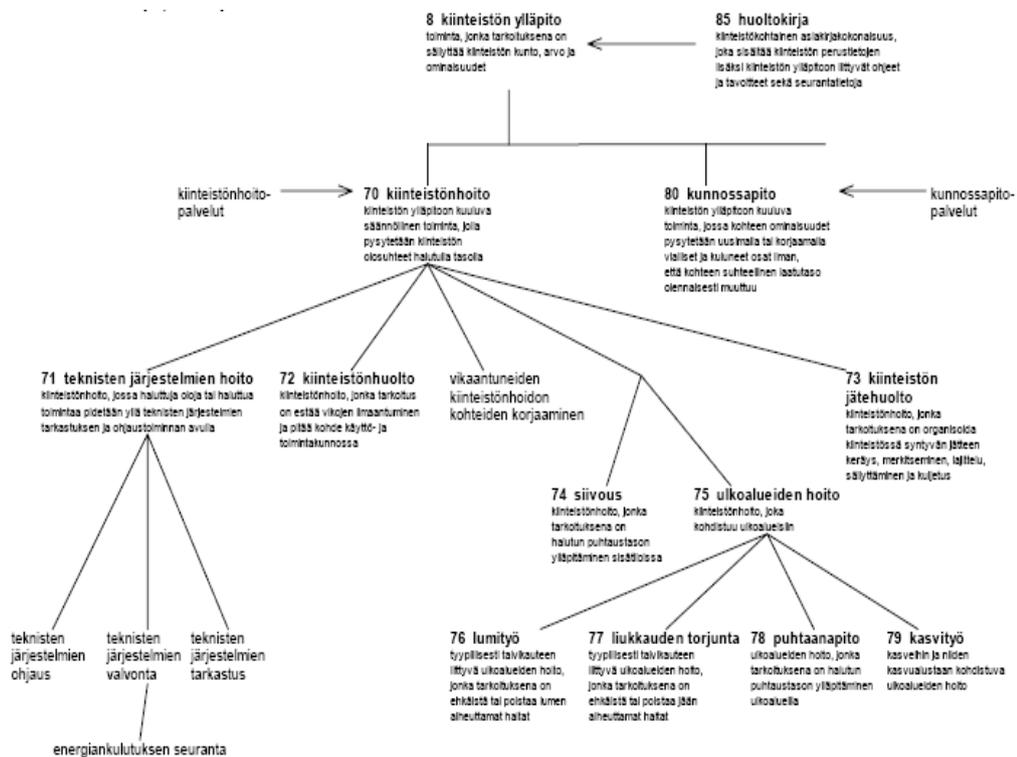 8 kiinteistön ylläpito
toiminta, jonka tarkoituksena on
säilyttää kiinteistön kunto, arvo ja
ominaisuudet
85 huoltokirja
kiinteistökohtainen asiakirjakokonaisuus,
joka sisältää kiinteistön perustietojen
lisäksi kiinteistön ylläpitoon liittyvät ohjeet
ja tavoitteet sekä seurantatietoja
kiinteistönhoito-
palvelut
70 kiinteistönhoito
kiinteistön ylläpitoon kuuluva
säännöllinen toiminta, jolla
pysytetään kiinteistön
olosuhteet halutulla tasolla
80 kunnossapito
kiinteistön ylläpitoon kuuluva
toiminta, jossa kohteen ominaisuudet
pysytetään uusimalla tai korjaamalla
vialliset ja kuluneet osat ilman,
että kohteen suhteellinen laatutaso
olennaisesti muuttuu
kunnossapito-
palvelut
71 teknisten järjestelmien hoito
kiinteistönhoito, jossa haluttuja oloja tai haluttua
toimintaa pidetään yllä teknisten järjestelmien
tarkastuksen ja ohjaustoiminnan avulla
72 kiinteistönhuolto
kiinteistönhoito, jonka tarkoitus
on estää vikojen ilmaantuminen
ja pitää kohde käyttö- ja
toimintakunnossa
vikaantuneiden
kiinteistönhoidon
kohteiden korjaaminen
73 kiinteistön
jätehuolto
kiinteistönhoito, jonka
tarkoituksena on organisoida
kiinteistössä syntyvän jätteen
keräys, merkitseminen, lajittelu,
säilyttäminen ja kuljetus
74 siivous
kiinteistönhoito, jonka
tarkoituksena on
halutun puhtaustason
ylläpitäminen sisätiloissa
75 ulkoalueiden hoito
kiinteistönhoito, joka
kohdistuu ulkoalueisiin
teknisten
järjestelmien
ohjaus
teknisten
järjestelmien
valvonta
teknisten
järjestelmien
tarkastus
76 lumityö
tyypillisesti talvikauteen
liittyvä ulkoalueiden hoito,
jonka tarkoituksena on
ehkäistä tai poistaa lumen
aiheuttamat haitat
77 liukkauden torjunta
tyypillisesti talvikauteen
liittyvä ulkoalueiden hoito,
jonka tarkoituksena on
ehkäistä tai poistaa jään
aiheuttamat haitat
78 puhtaanapito
ulkoalueiden hoito, jonka
tarkoituksena on halutun
puhtaustason ylläpitäminen
ulkoalueilla
79 kasvityö
kasveihin ja niiden
kasvualustaan kohdistuva
ulkoalueiden hoito
energiankulutuksen seuranta